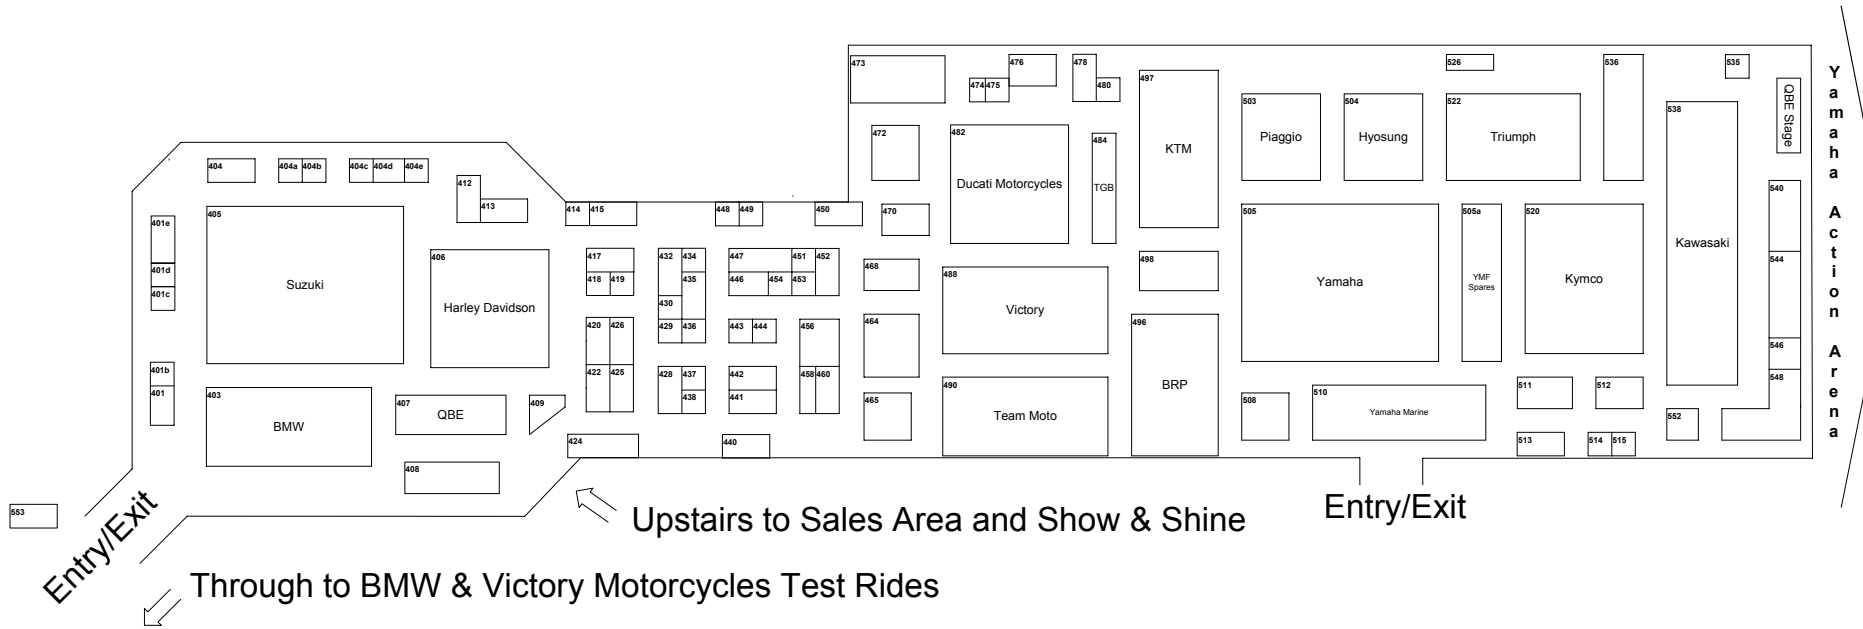 473
476
478
474
475
480
497
KTM
526
536
535
503
Piaggio
504
Hyosung
522
Triumph
538
Kawasaki
QBE Stage
Yamaha Action Arena
472
482
Ducati Motorcycles
484
TGB
404
404a
404b
404c
404d
404e
412
413
414
415
448
449
450
470
505
Yamaha
505a
YMF
Spares
520
Kymco
540
544
546
548
401e
401d
401c
401b
401
405
Suzuki
406
Harley Davidson
417
418
419
432
434
435
430
429
436
447
451
452
446
454
453
468
488
Victory
498
420
426
422
425
443
444
456
464
496
BRP
428
437
438
442
441
458
460
465
490
Team Moto
508
510
Yamaha Marine
511
512
552
513
514
515
403
BMW
407
QBE
409
408
424
440
553
Entry/Exit
Upstairs to Sales Area and Show & Shine
Entry/Exit
Through to BMW & Victory Motorcycles Test Rides